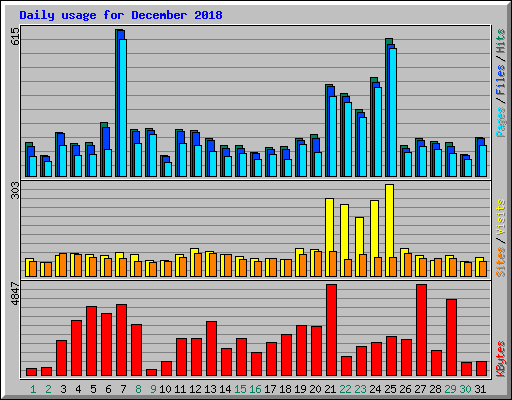 Daily usage for December 2018
615
Pages / Files / Hits
303
Sites / Visits
4847
KBytes
1 2 3 4 5 6 7 8 9 10 11 12 13 14 15 16 17 18 19 20 21 22 23 24 25 26 27 28 29 30 31